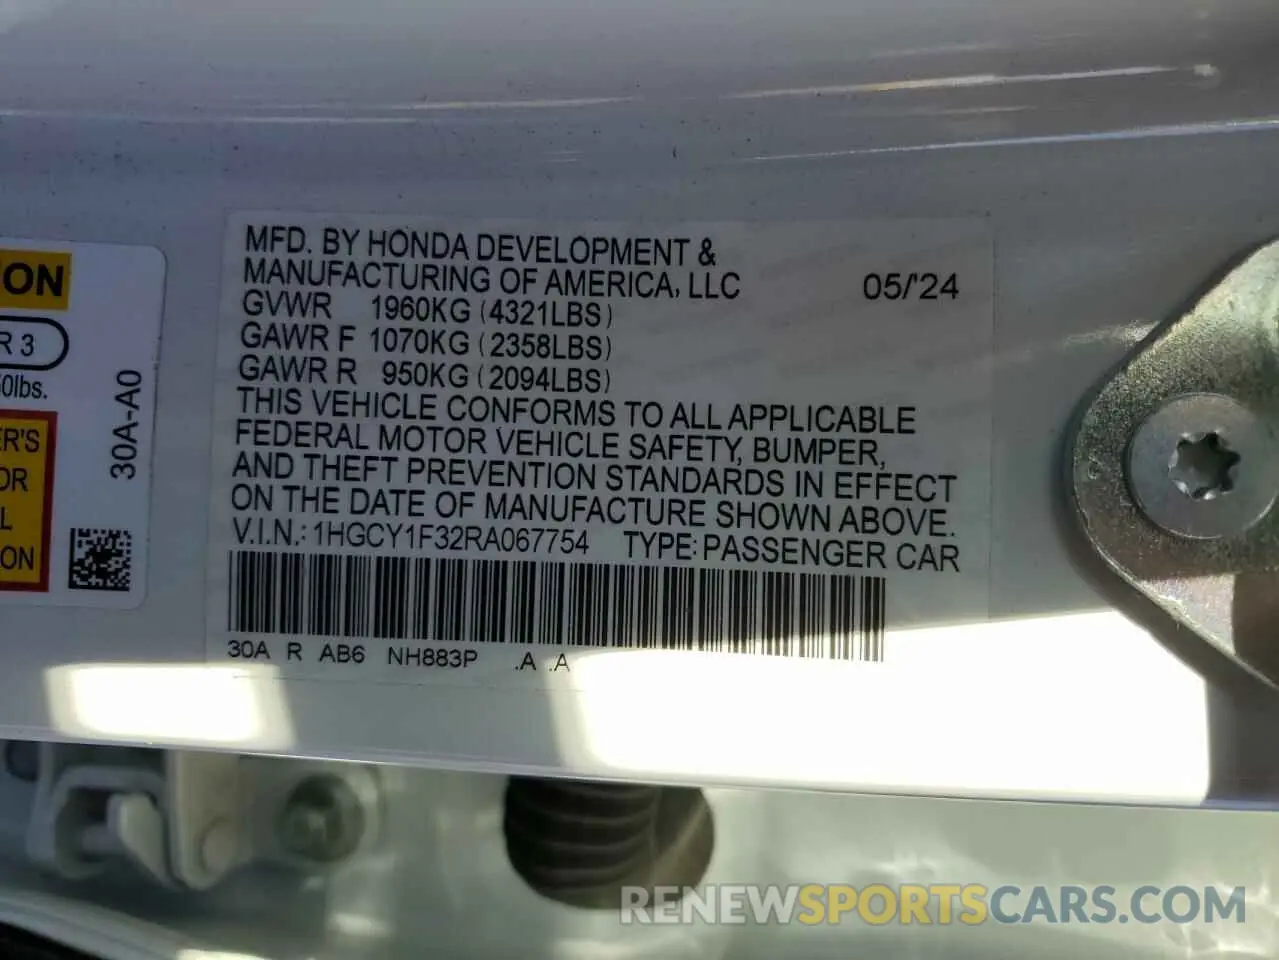 MFD. BY HONDA DEVELOPMENT &
MANUFACTURING OF AMERICA, LLC 05/'24
GVWR 1960KG (4321LBS)
GAWR F 1070KG (2358LBS)
GAWR R 950KG (2094LBS)
THIS VEHICLE CONFORMS TO ALL APPLICABLE
FEDERAL MOTOR VEHICLE SAFETY, BUMPER,
AND THEFT PREVENTION STANDARDS IN EFFECT
ON THE DATE OF MANUFACTURE SHOWN ABOVE.
V.I.N.: 1HGCY1F32RA067754 TYPE: PASSENGER CAR
30A R AB6 NH883P .A .A
R 3
lbs.
30A-A0
RENEWSPORTSCARS.COM